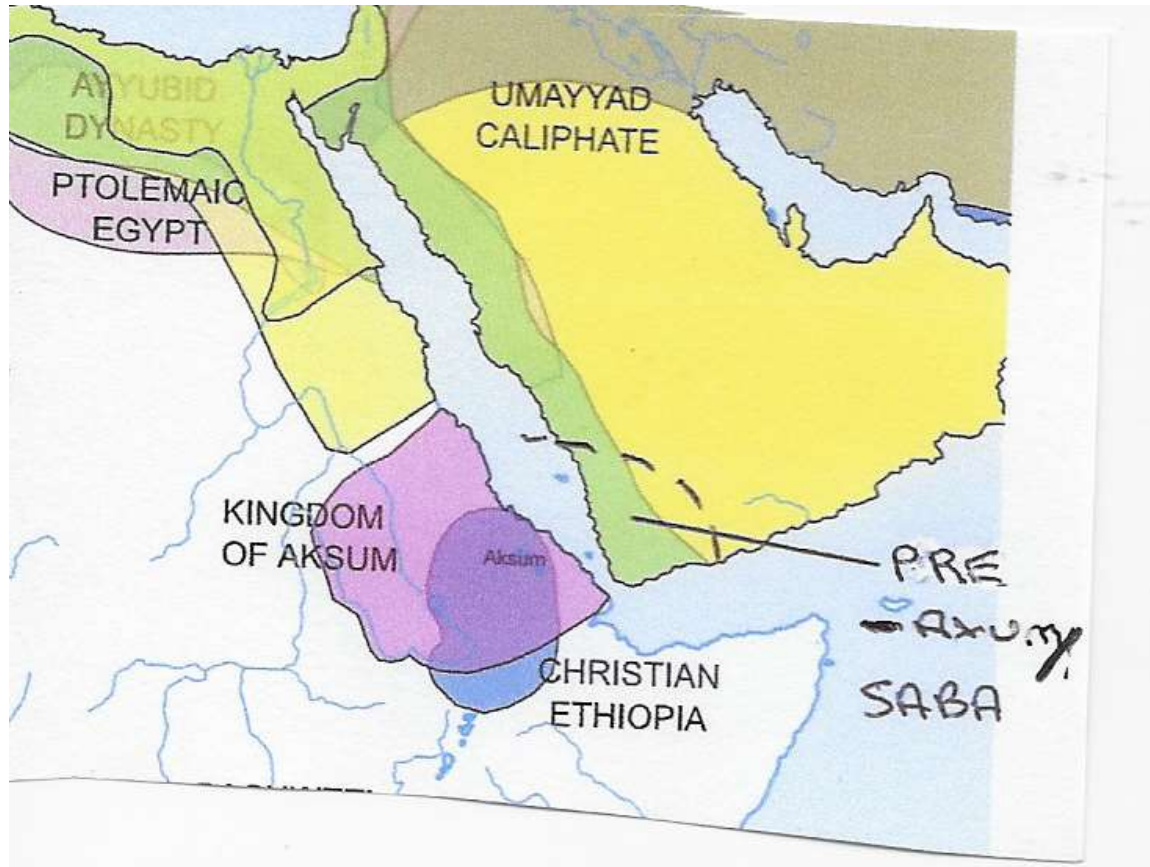 AYYUBID
DYNASTY
UMAYYAD
CALIPHATE
PTOLEMAIC
EGYPT
KINGDOM
OF AKSUM
Aksum
PRE
-AXUM
SABA
CHRISTIAN
ETHIOPIA